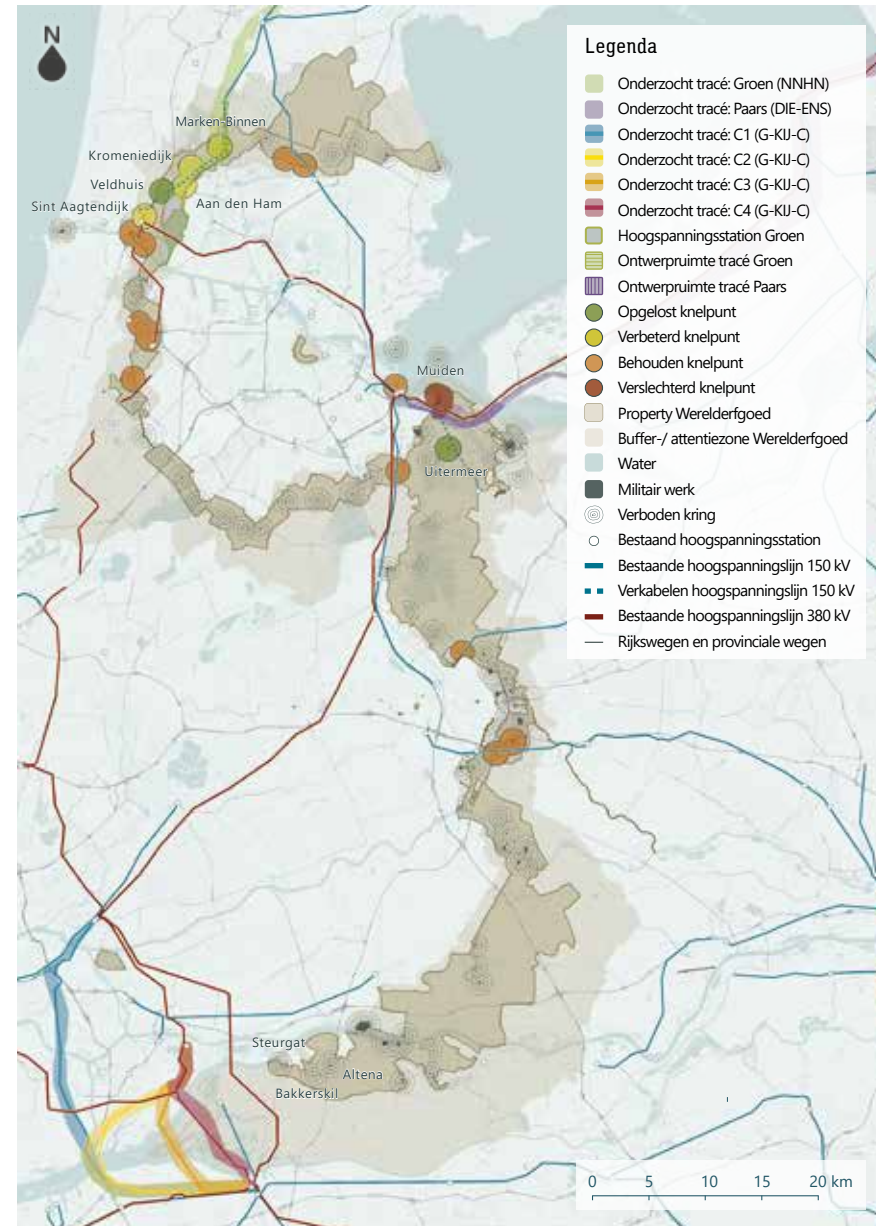 N
Marken-Binnen
Kromeniedijk
Veldhuis
Sint Aagtendijk
Aan den Ham
Muiden
Uitermeer
Steurgat
Altena
Bakkerskil
Legenda
Onderzocht tracé: Groen (NNHN)
Onderzocht tracé: Paars (DIE-ENS)
Onderzocht tracé: C1 (G-KIJ-C)
Onderzocht tracé: C2 (G-KIJ-C)
Onderzocht tracé: C3 (G-KIJ-C)
Onderzocht tracé: C4 (G-KIJ-C)
Hoogspanningsstation Groen
Ontwerpruimte tracé Groen
Ontwerpruimte tracé Paars
Opgelost knelpunt
Verbeterd knelpunt
Behouden knelpunt
Verslechterd knelpunt
Property Werelderfgoed
Buffer-/ attentiezone Werelderfgoed
Water
Militair werk
Verboden kring
Bestaand hoogspanningsstation
Bestaande hoogspanningslijn 150 kV
Verkabelen hoogspanningslijn 150 kV
Bestaande hoogspanningslijn 380 kV
Rijkswegen en provinciale wegen
0 5 10 15 20 km